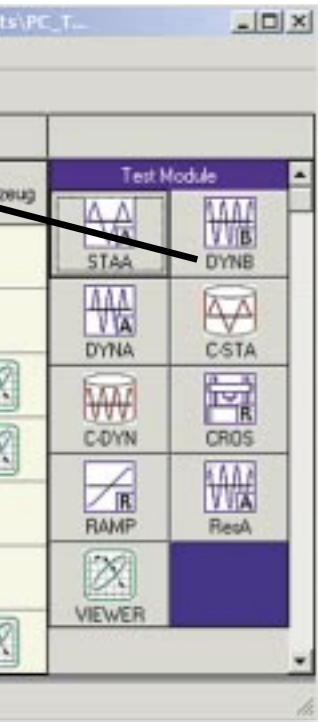 ts\PC_T...
zeug
Test Module
A
B
STAA
DYNB
A
DYNA
C-STA
R
C-DYN
CROS
R
A
RAMP
ResA
VIEWER